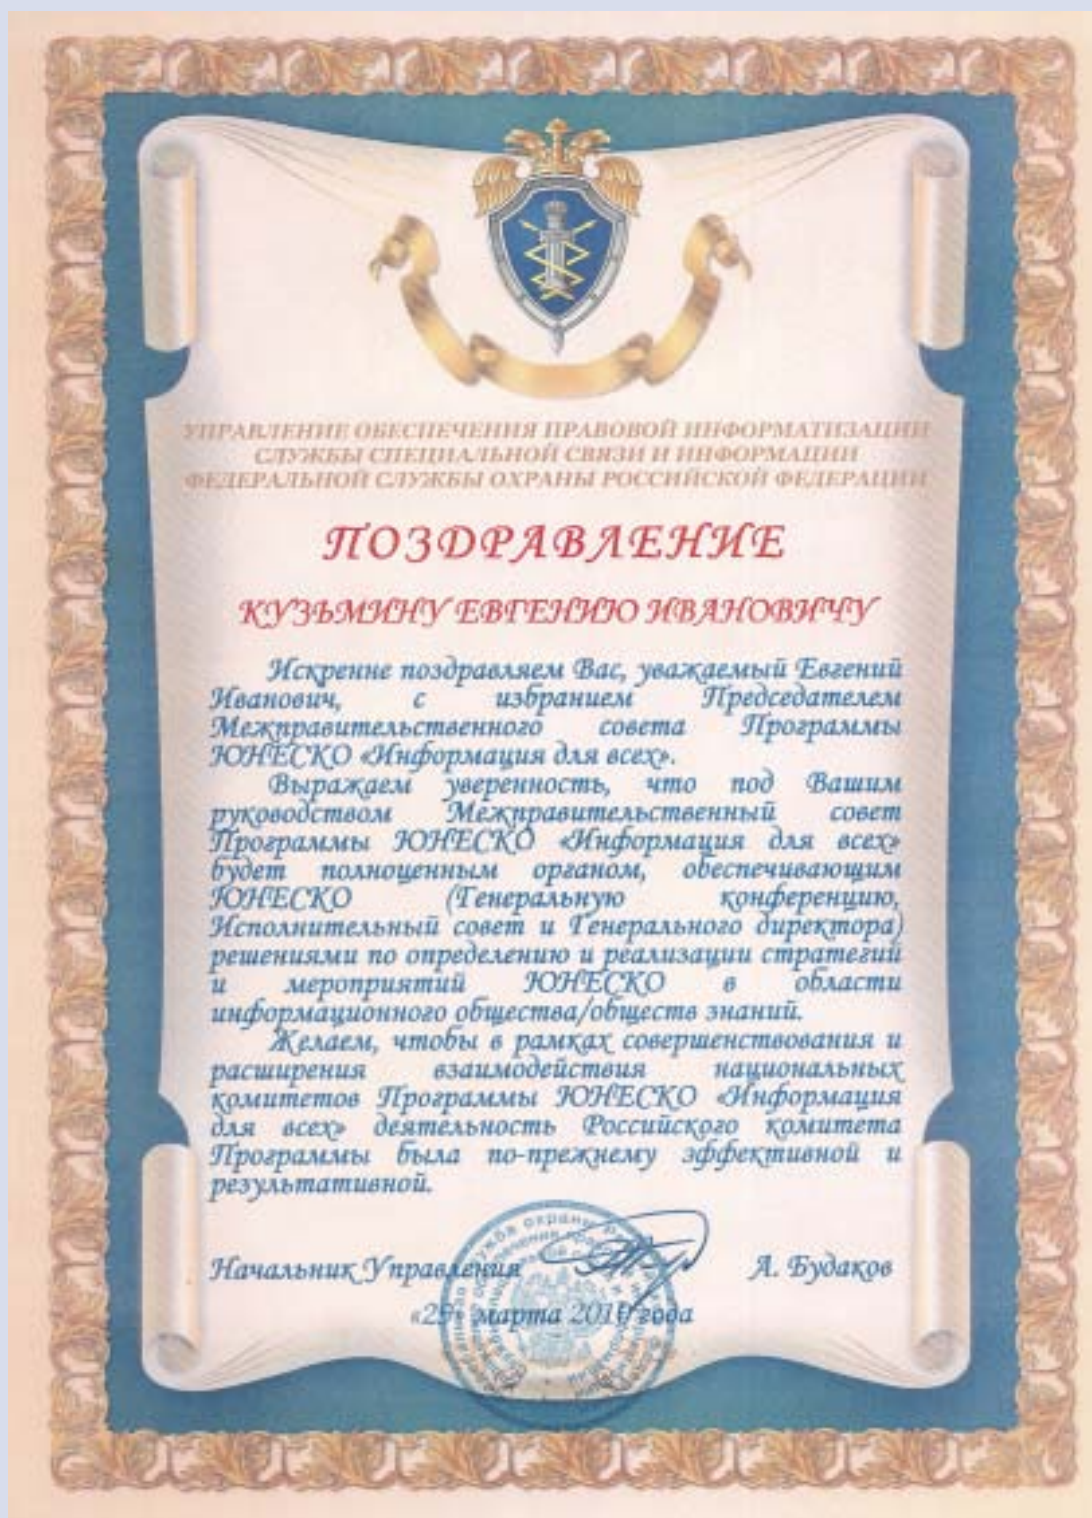 УПРАВЛЕНИЕ ОБЕСПЕЧЕНИЯ ПРАВОВОЙ ИНФОРМАТИЗАЦИИ
СЛУЖБЫ СПЕЦИАЛЬНОЙ СВЯЗИ И ИНФОРМАЦИИ
ФЕДЕРАЛЬНОЙ СЛУЖБЫ ОХРАНЫ РОССИЙСКОЙ ФЕДЕРАЦИИ
ПОЗДРАВЛЕНИЕ
КУЗЬМИНУ ЕВГЕНИЮ ИВАНОВИЧУ
Искренне поздравляем Вас, уважаемый Евгений
Иванович, с избранием Председателем
Межправительственного совета Программы
ЮНЕСКО «Информация для всех».
Выражаем уверенность, что под Вашим
руководством Межправительственный совет
Программы ЮНЕСКО «Информация для всех»
будет полноценным органом, обеспечивающим
ЮНЕСКО (Генеральную конференцию,
Исполнительный совет и Генерального директора)
решениями по определению и реализации стратегий
и мероприятий ЮНЕСКО в области
информационного общества/обществ знаний.
Желаем, чтобы в рамках совершенствования и
расширения взаимодействия национальных
комитетов Программы ЮНЕСКО «Информация
для всех» деятельность Российского комитета
Программы была по-прежнему эффективной и
результативной.
Начальник Управления А. Будаков
«29» марта 2010 года